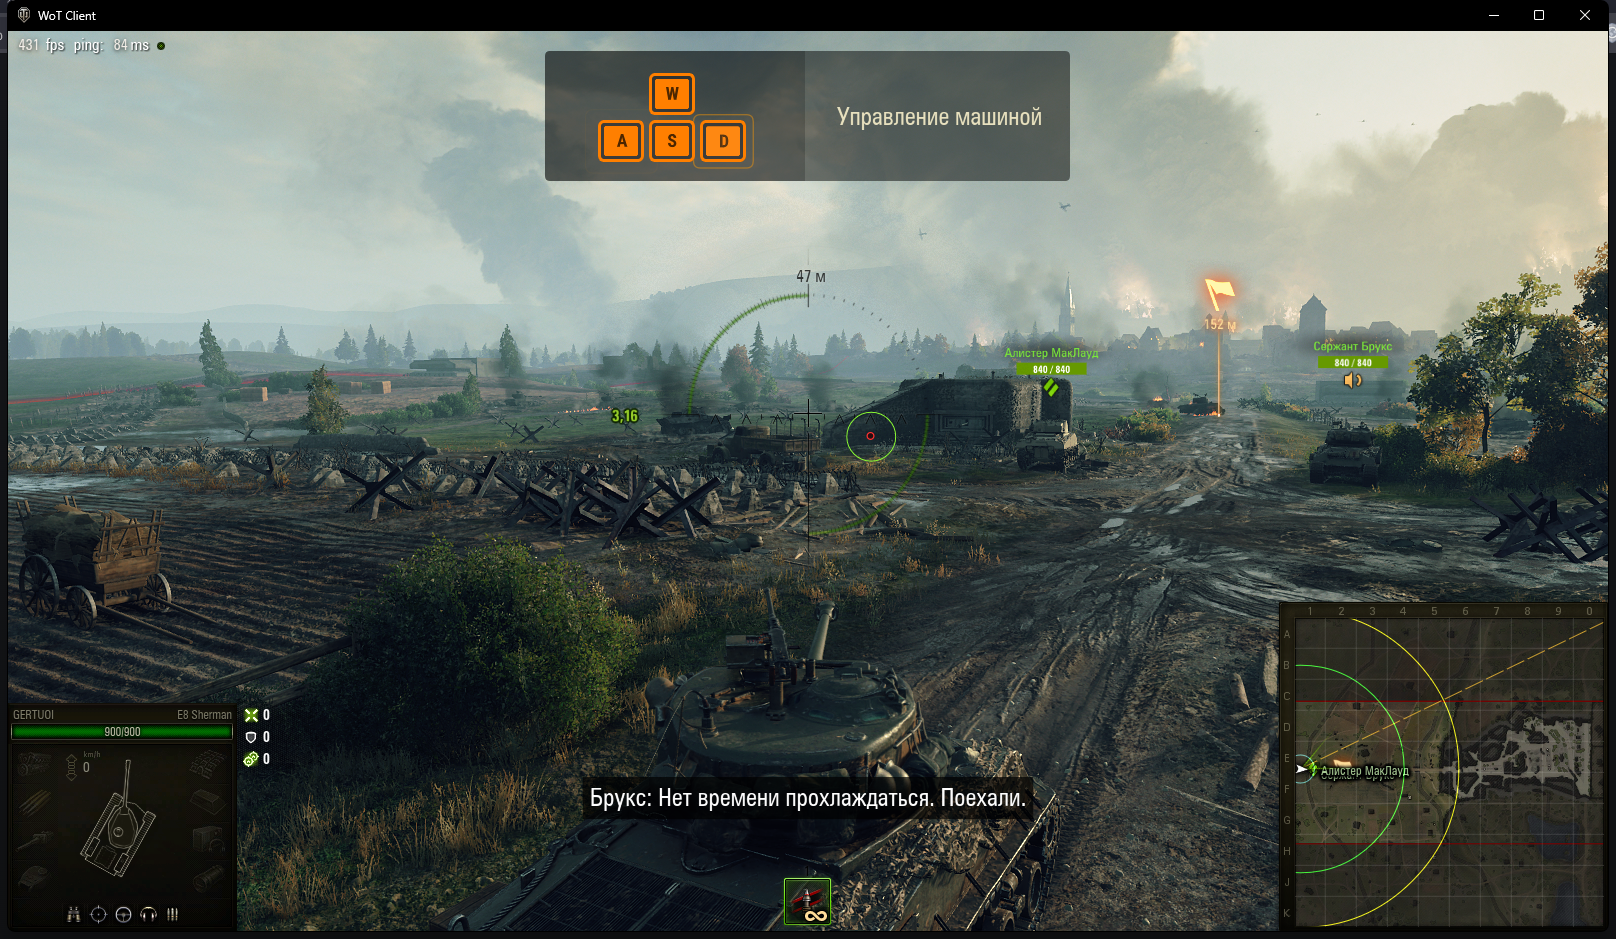 WoT Client
431 fps ping: 84 ms
W
A S D
Управление машиной
47 м
152 м
Алистер МакЛауд
840 / 840
Сержант Брукс
840 / 840
3,16
GERTUOI E8 Sherman
900/900
km/h
0
0
0
0
Брукс: Нет времени прохлаждаться. Поехали.
∞
1 2 3 4 5 6 7 8 9 0
A
B
C
D
E
F
G
H
J
K
Алистер МакЛауд